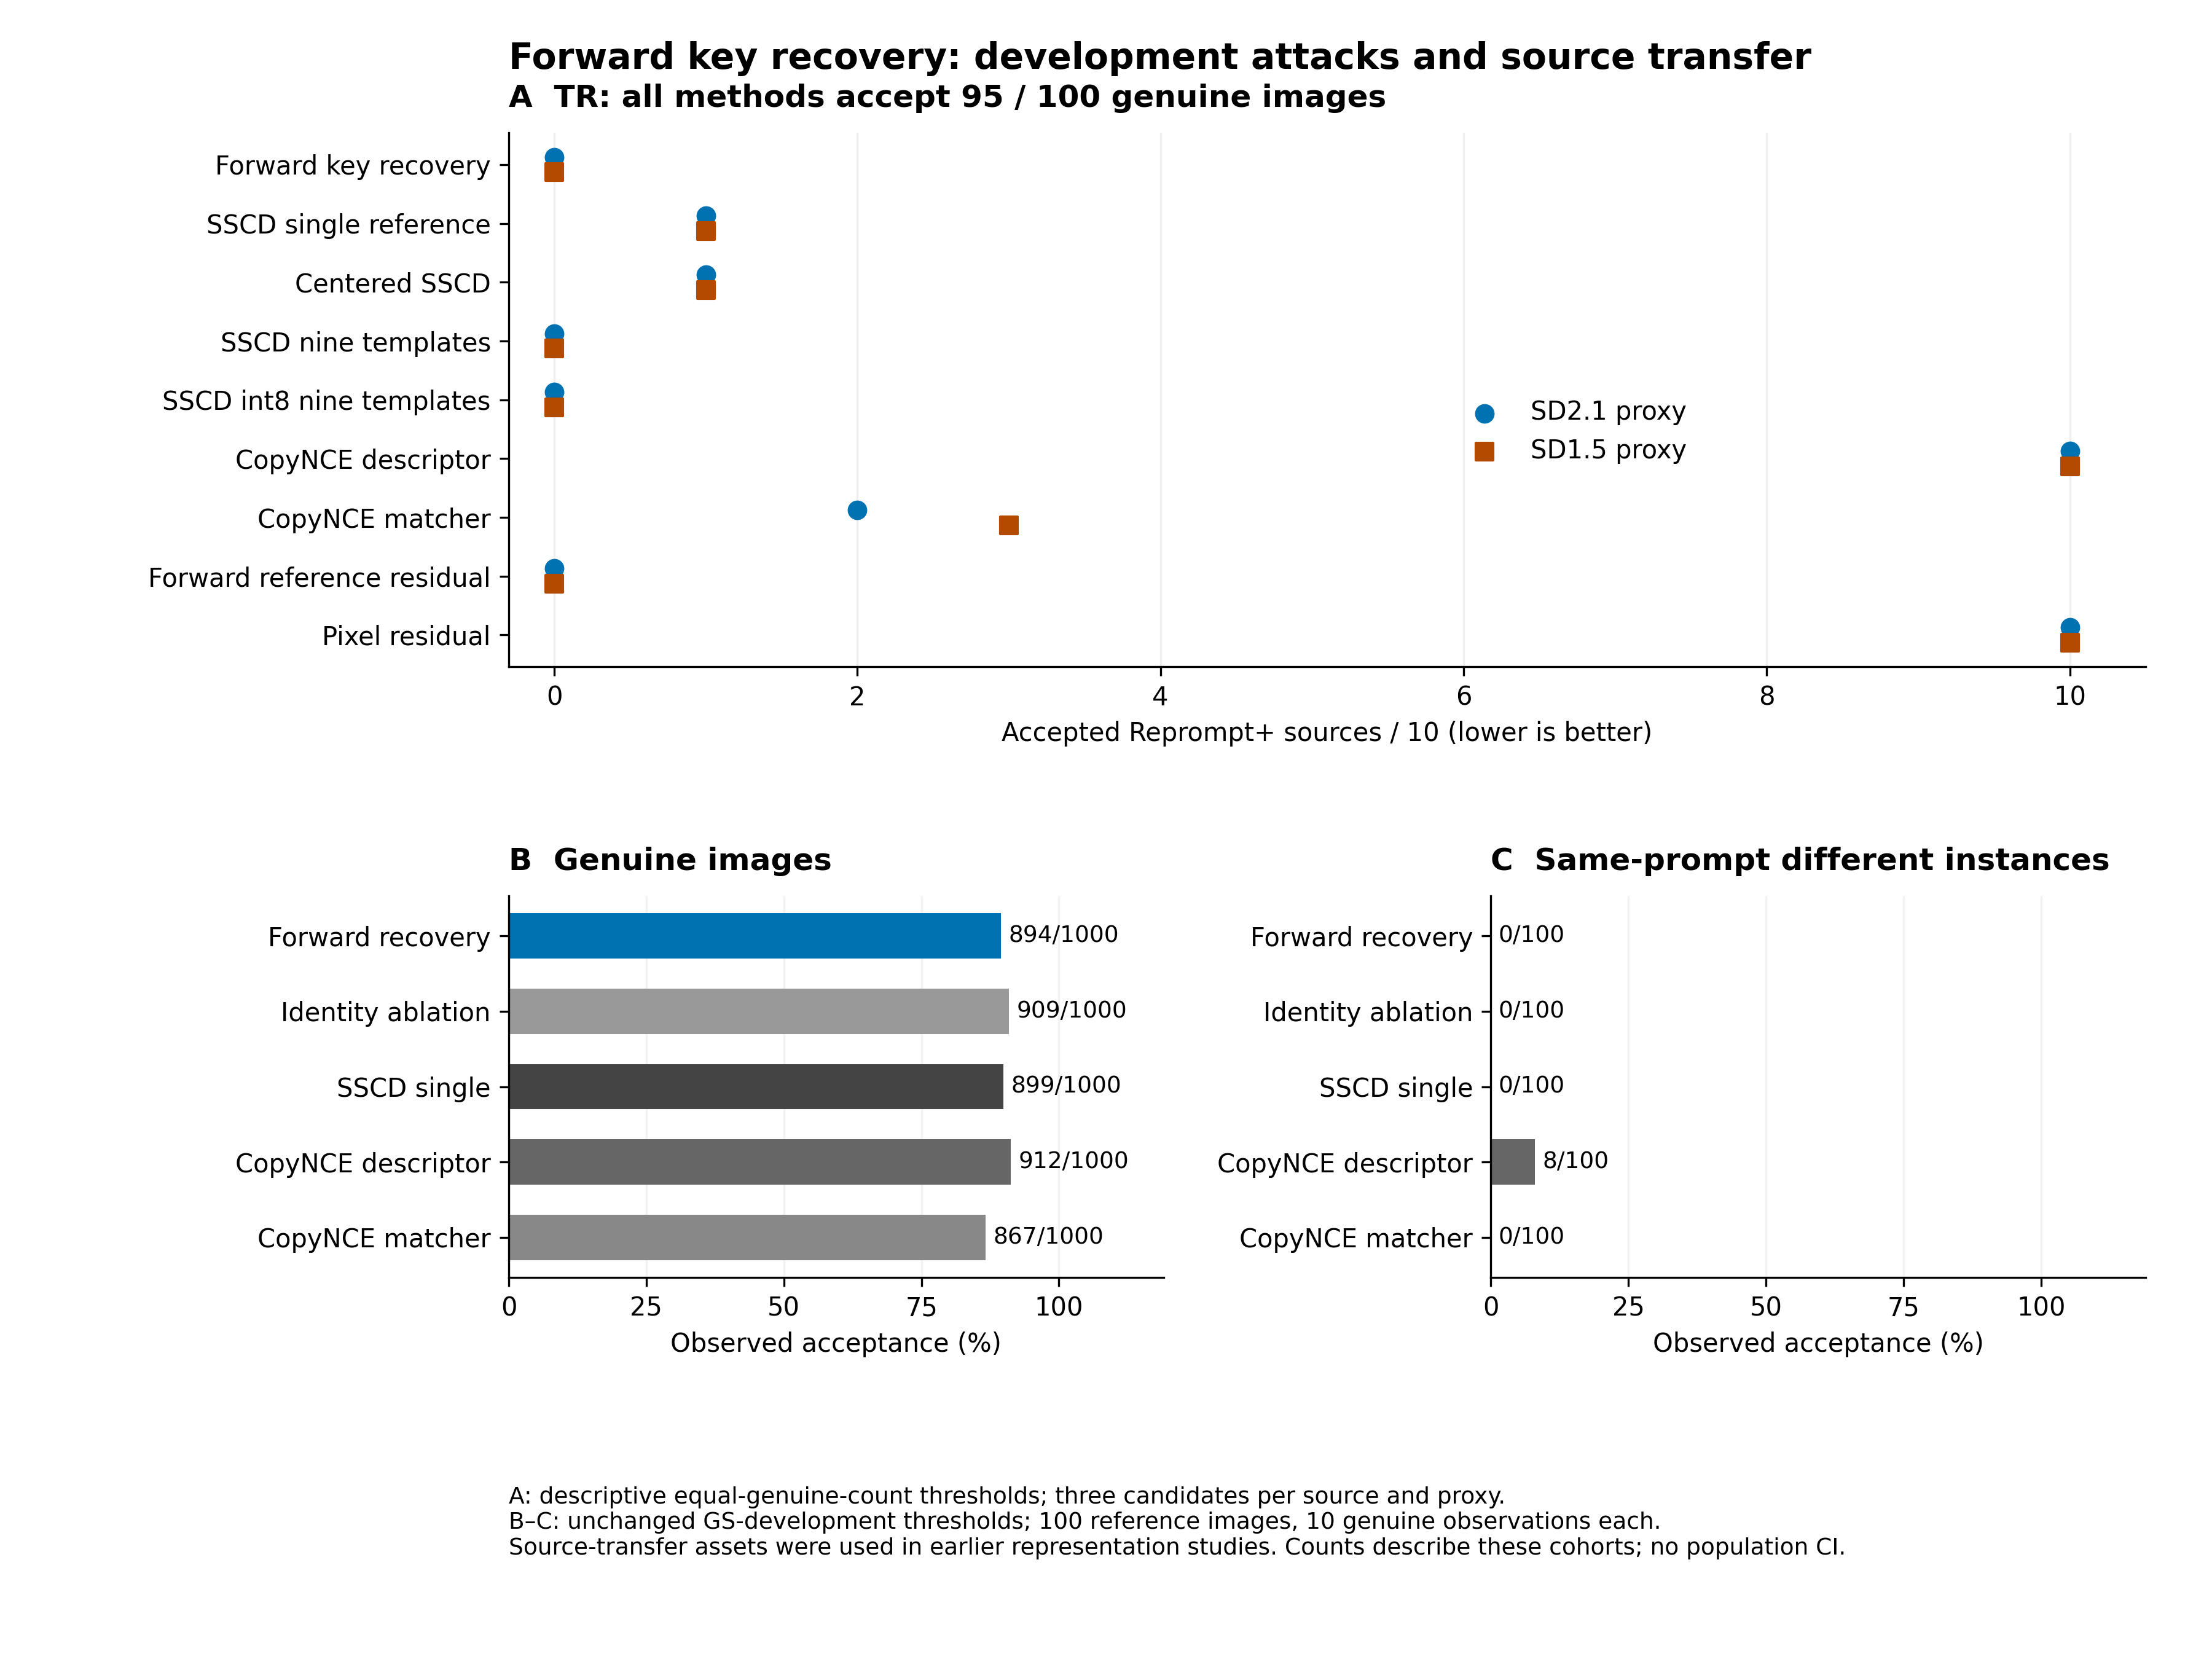 Forward key recovery: development attacks and source transfer
A TR: all methods accept 95 / 100 genuine images
Forward key recovery
SSCD single reference
Centered SSCD
SSCD nine templates
SSCD int8 nine templates
CopyNCE descriptor
CopyNCE matcher
Forward reference residual
Pixel residual
SD2.1 proxy
SD1.5 proxy
0 2 4 6 8 10
Accepted Reprompt+ sources / 10 (lower is better)
B Genuine images
Forward recovery 894/1000
Identity ablation 909/1000
SSCD single 899/1000
CopyNCE descriptor 912/1000
CopyNCE matcher 867/1000
0 25 50 75 100
Observed acceptance (%)
C Same-prompt different instances
Forward recovery 0/100
Identity ablation 0/100
SSCD single 0/100
CopyNCE descriptor 8/100
CopyNCE matcher 0/100
0 25 50 75 100
Observed acceptance (%)
A: descriptive equal-genuine-count thresholds; three candidates per source and proxy.
B–C: unchanged GS-development thresholds; 100 reference images, 10 genuine observations each.
Source-transfer assets were used in earlier representation studies. Counts describe these cohorts; no population CI.